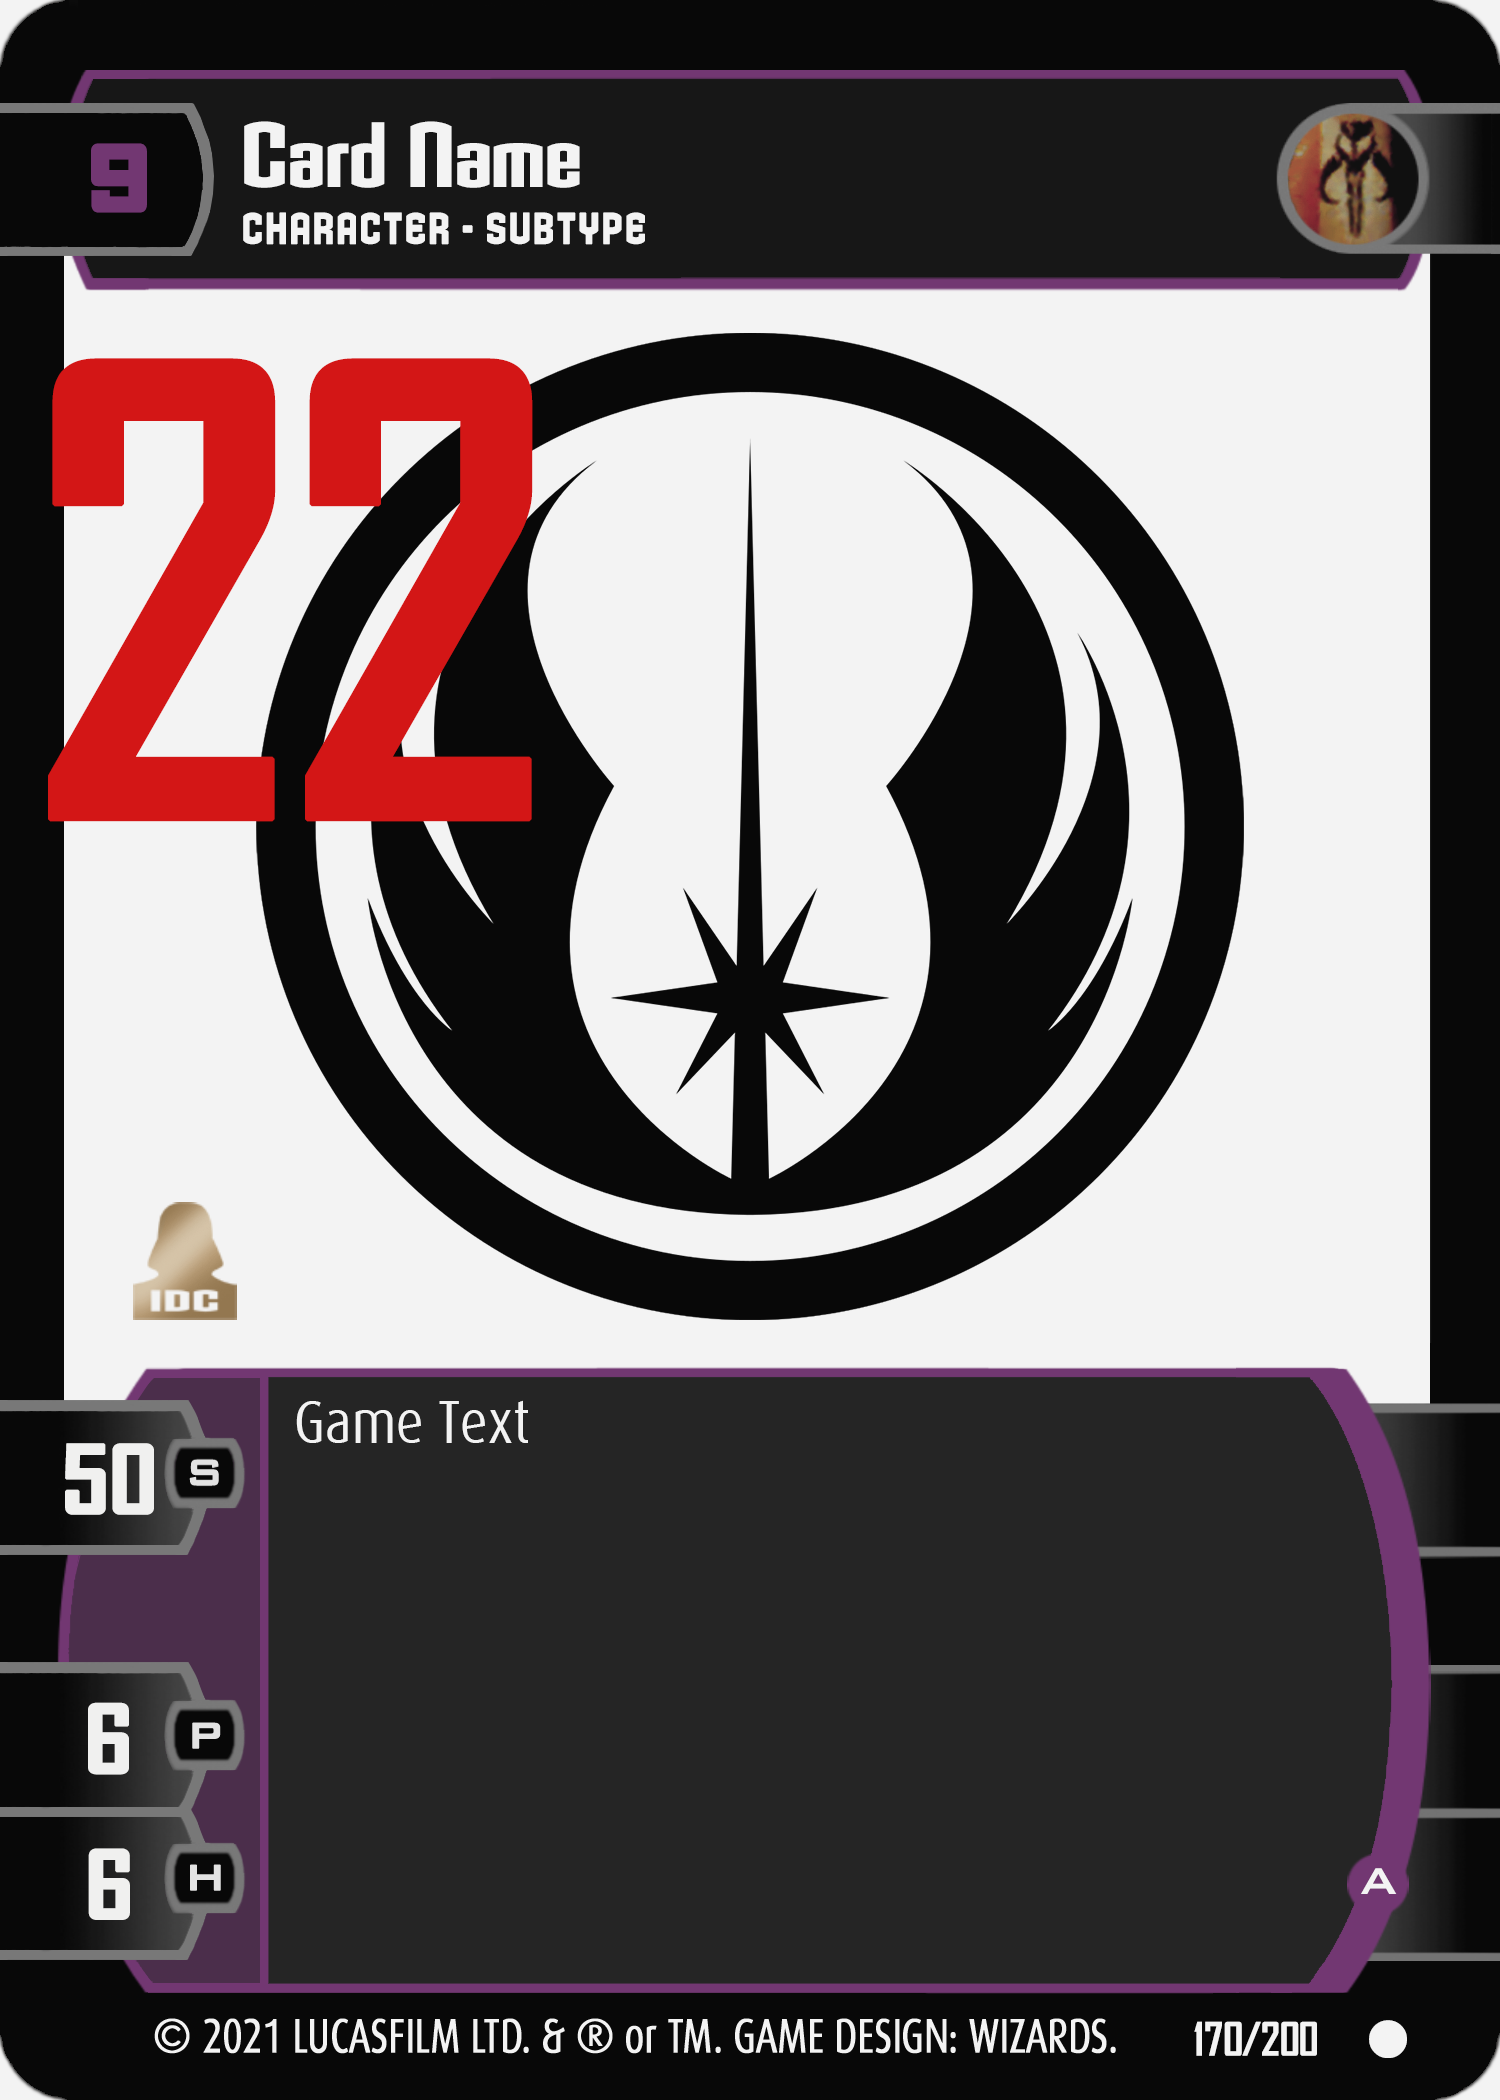 9
Card Name
CHARACTER - SUBTYPE
22
IDC
Game Text
50 S
6 P
6 H
A
© 2021 LUCASFILM LTD. & ® or TM. GAME DESIGN: WIZARDS.
170/200